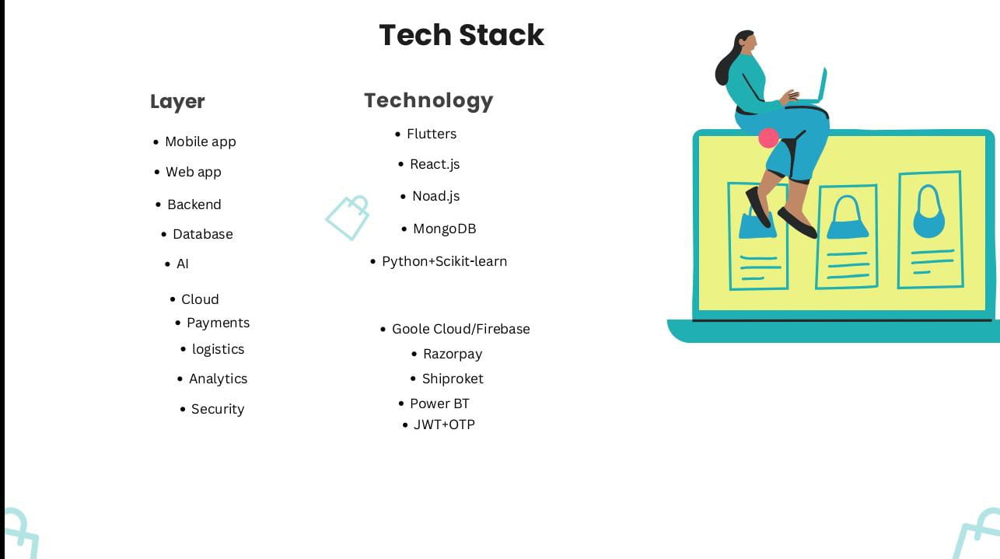 Tech Stack
Layer
• Mobile app
• Web app
• Backend
• Database
• AI
• Cloud
• Payments
• logistics
• Analytics
• Security
Technology
• Flutters
• React.js
• Noad.js
• MongoDB
• Python+Scikit-learn
• Goole Cloud/Firebase
• Razorpay
• Shiproket
• Power BT
• JWT+OTP